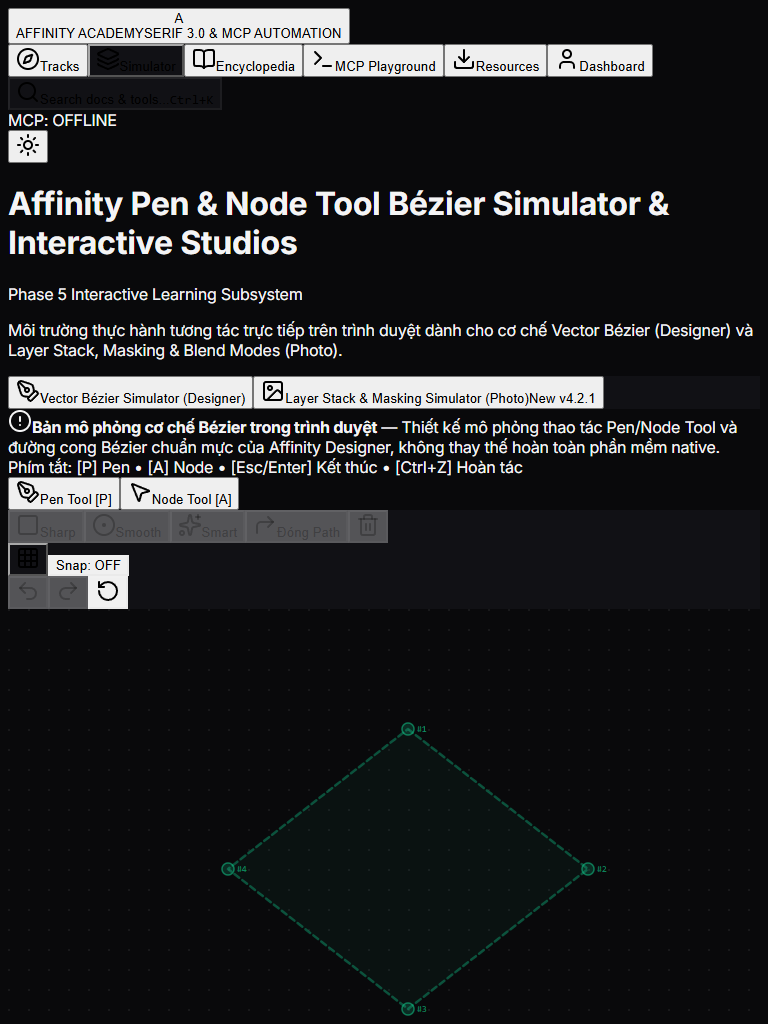 A
AFFINITY ACADEMYSERIF 3.0 & MCP AUTOMATION
Tracks Simulator Encyclopedia MCP Playground Resources Dashboard
Search docs & tools...Ctrl+K
MCP: OFFLINE
Affinity Pen & Node Tool Bézier Simulator &
Interactive Studios
Phase 5 Interactive Learning Subsystem
Môi trường thực hành tương tác trực tiếp trên trình duyệt dành cho cơ chế Vector Bézier (Designer) và
Layer Stack, Masking & Blend Modes (Photo).
Vector Bézier Simulator (Designer) Layer Stack & Masking Simulator (Photo)New v4.2.1
Bản mô phỏng cơ chế Bézier trong trình duyệt — Thiết kế mô phỏng thao tác Pen/Node Tool và
đường cong Bézier chuẩn mực của Affinity Designer, không thay thế hoàn toàn phần mềm native.
Phím tắt: [P] Pen • [A] Node • [Esc/Enter] Kết thúc • [Ctrl+Z] Hoàn tác
Pen Tool [P] Node Tool [A]
Sharp Smooth Smart Đóng Path
Snap: OFF
#1
#4 #2
#3